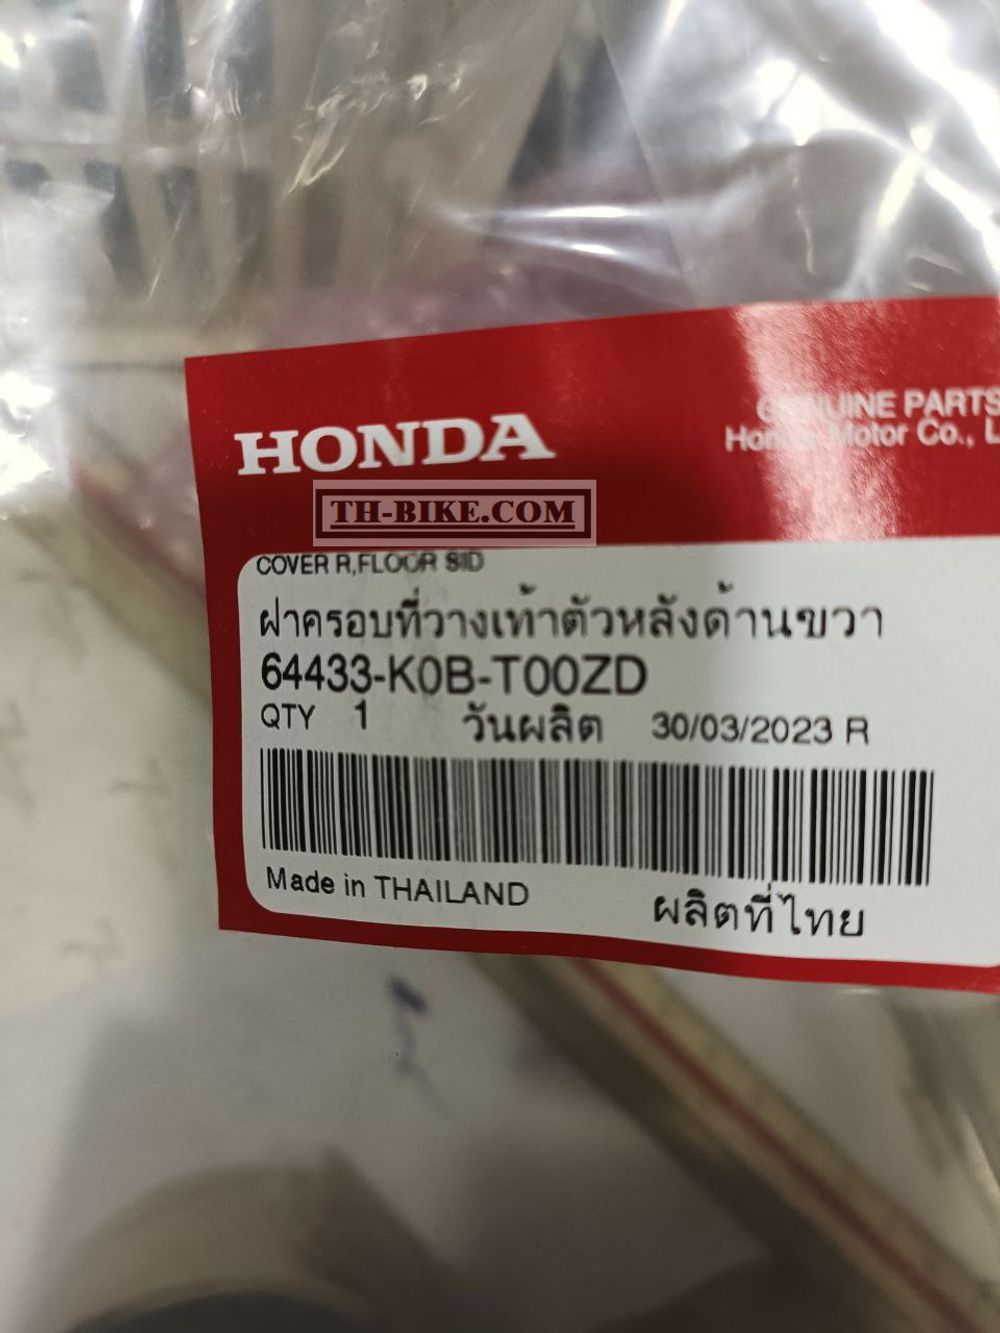 GENUINE PARTS
HONDA
Honda Motor Co., L
TH-BIKE.COM
COVER R,FLOOR SID
ฝาครอบที่วางเท้าตัวหลังด้านขวา
64433-K0B-T00ZD
QTY 1 วันผลิต 30/03/2023 R
Made in THAILAND
ผลิตที่ไทย